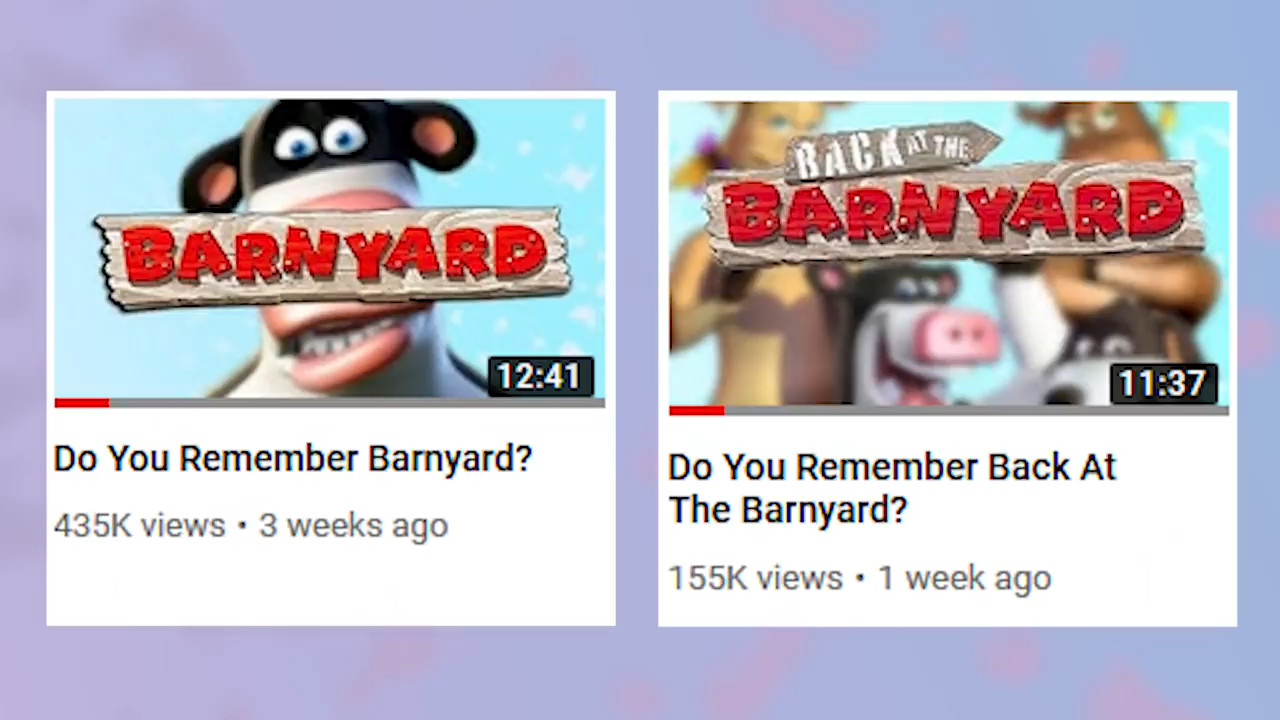 BARNYARD
12:41
Do You Remember Barnyard?
435K views • 3 weeks ago
BACK AT THE
BARNYARD
11:37
Do You Remember Back At
The Barnyard?
155K views • 1 week ago